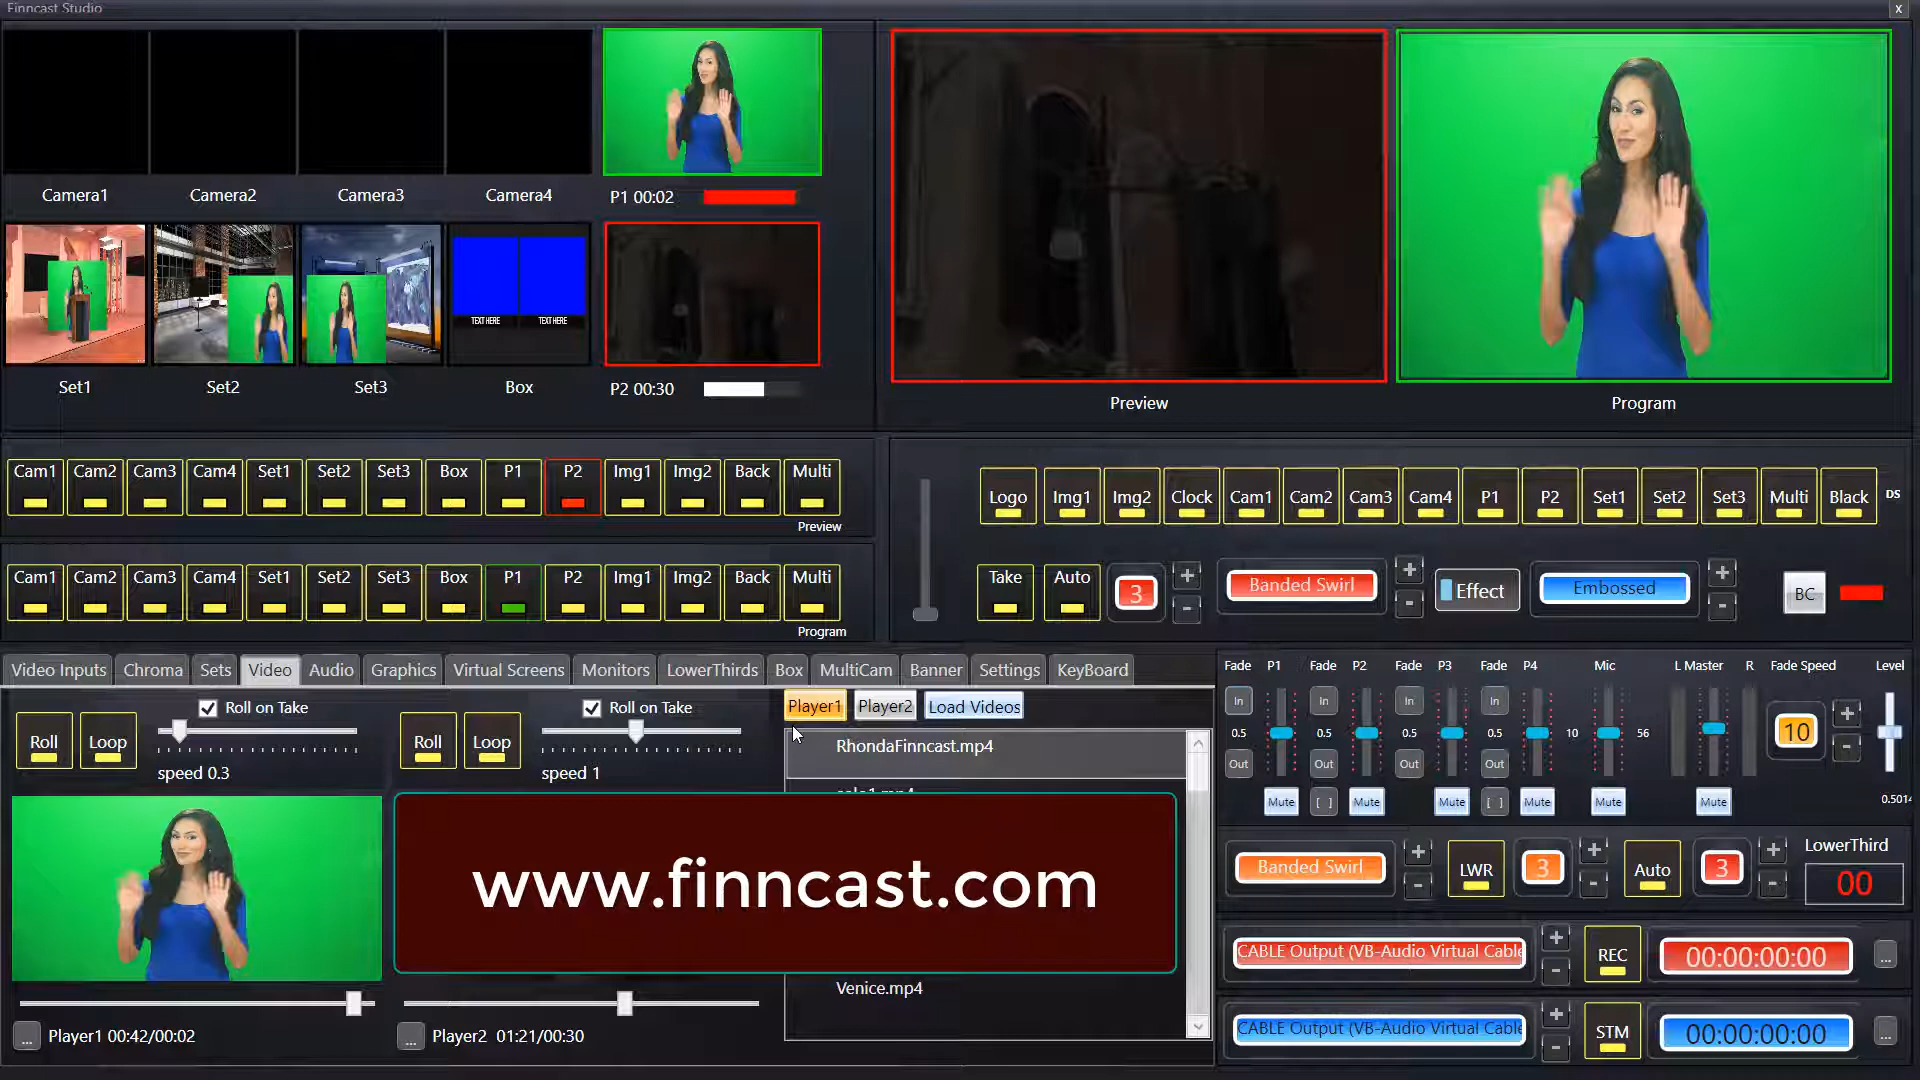 Finncast Studio
x
Camera1
Camera2
Camera3
Camera4
P1 00:02
Set1
Set2
Set3
TEXT HERE
TEXT HERE
Box
P2 00:30
Preview
Program
Cam1 Cam2 Cam3 Cam4 Set1 Set2 Set3 Box P1 P2 Img1 Img2 Back Multi
Preview
Cam1 Cam2 Cam3 Cam4 Set1 Set2 Set3 Box P1 P2 Img1 Img2 Back Multi
Program
Logo Img1 Img2 Clock Cam1 Cam2 Cam3 Cam4 P1 P2 Set1 Set2 Set3 Multi Black DS
Take Auto 3 + - Banded Swirl + - Effect Embossed + - BC
Video Inputs Chroma Sets Video Audio Graphics Virtual Screens Monitors LowerThirds Box MultiCam Banner Settings KeyBoard
Roll on Take
Roll Loop
speed 0.3
Roll on Take
Roll Loop
speed 1
Player1 Player2 Load Videos
RhondaFinncast.mp4
www.finncast.com
Venice.mp4
... Player1 00:42/00:02
... Player2 01:21/00:30
Fade P1 Fade P2 Fade P3 Fade P4 Mic L Master R Fade Speed Level
In In In In
0.5 0.5 0.5 0.5 10 56 10 + -
Out Out Out Out
Mute [ ] Mute Mute [ ] Mute Mute Mute
0.5014
Banded Swirl + - LWR 3 + - Auto 3 + -
LowerThird
00
CABLE Output (VB-Audio Virtual Cable + - REC 00:00:00:00 ...
CABLE Output (VB-Audio Virtual Cable + - STM 00:00:00:00 ...